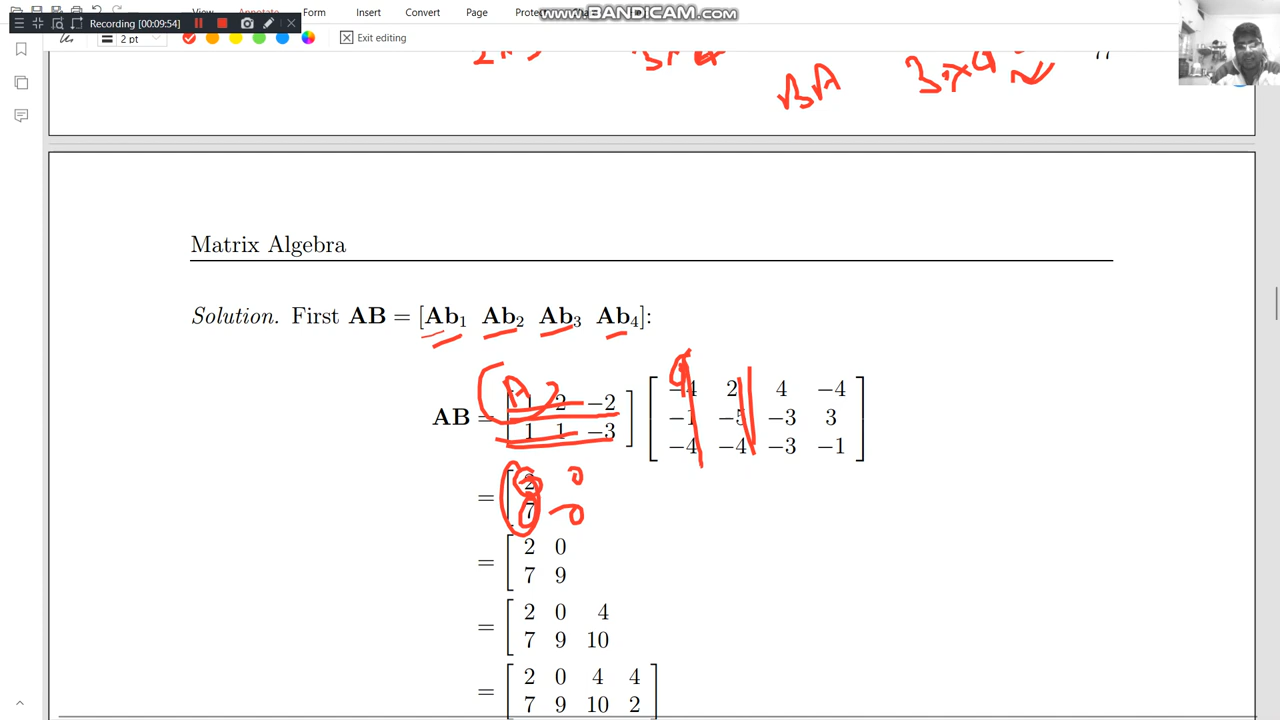 www.BANDICAM.com
View Annotate Form Insert Convert Page
Recording [00:09:54]
2 pt Exit editing
BA 3x4
Matrix Algebra
Solution. First AB = [Ab₁ Ab₂ Ab₃ Ab₄]:
A
1 2 −2 −4 2 4 −4
AB = 1 1 −3 −1 −5 −3 3
−4 −4 −3 −1
= 2 0
7
= 2 0
7 9
= 2 0 4
7 9 10
= 2 0 4 4
7 9 10 2